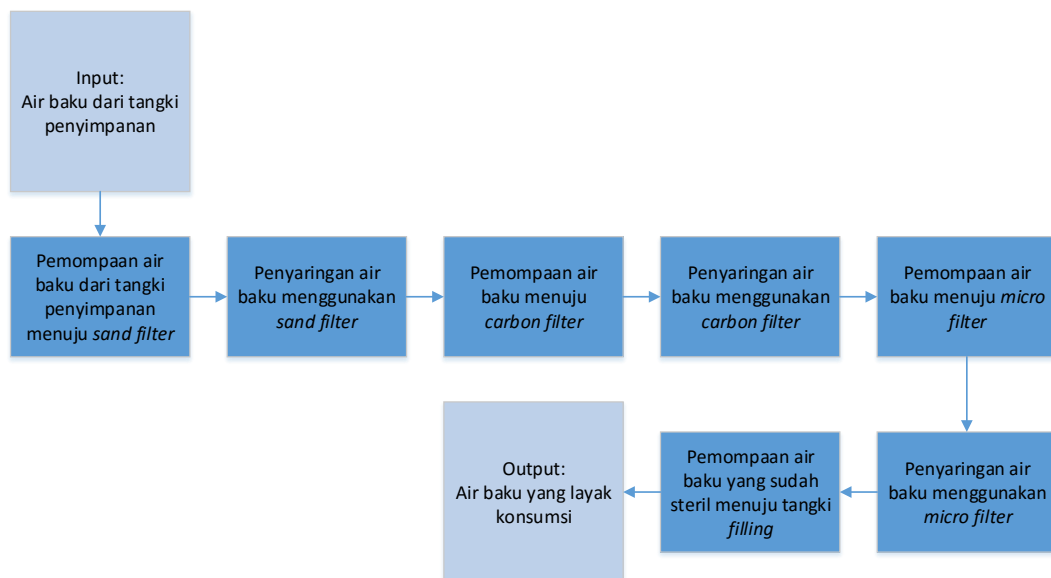 Input:
Air baku dari tangki
penyimpanan
Pemompaan air
baku dari tangki
penyimpanan
menuju sand filter
Penyaringan air
baku menggunakan
sand filter
Pemompaan air
baku menuju
carbon filter
Penyaringan air
baku menggunakan
carbon filter
Pemompaan air
baku menuju micro
filter
Penyaringan air
baku menggunakan
micro filter
Pemompaan air
baku yang sudah
steril menuju tangki
filling
Output:
Air baku yang layak
konsumsi